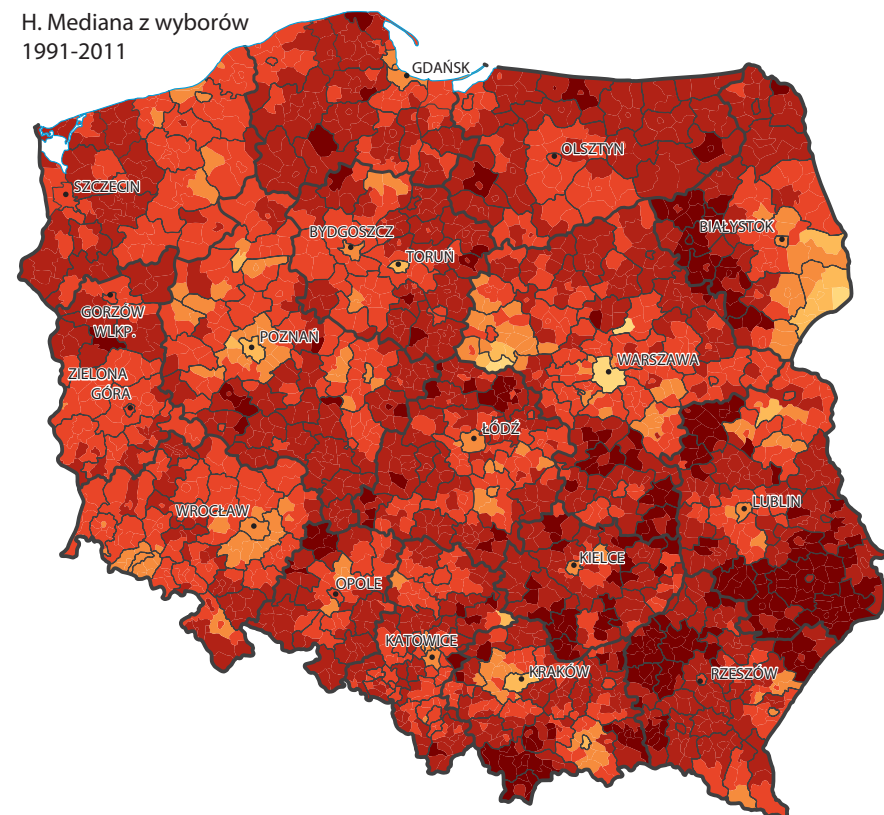 H. Mediana z wyborów
1991-2011
GDAŃSK
OLSZTYN
SZCZECIN
BIAŁYSTOK
BYDGOSZCZ
TORUŃ
GORZÓW
WLKP.
POZNAŃ
WARSZAWA
ZIELONA
GÓRA
ŁÓDŹ
LUBLIN
WROCŁAW
KIELCE
OPOLE
KATOWICE
KRAKÓW
RZESZÓW